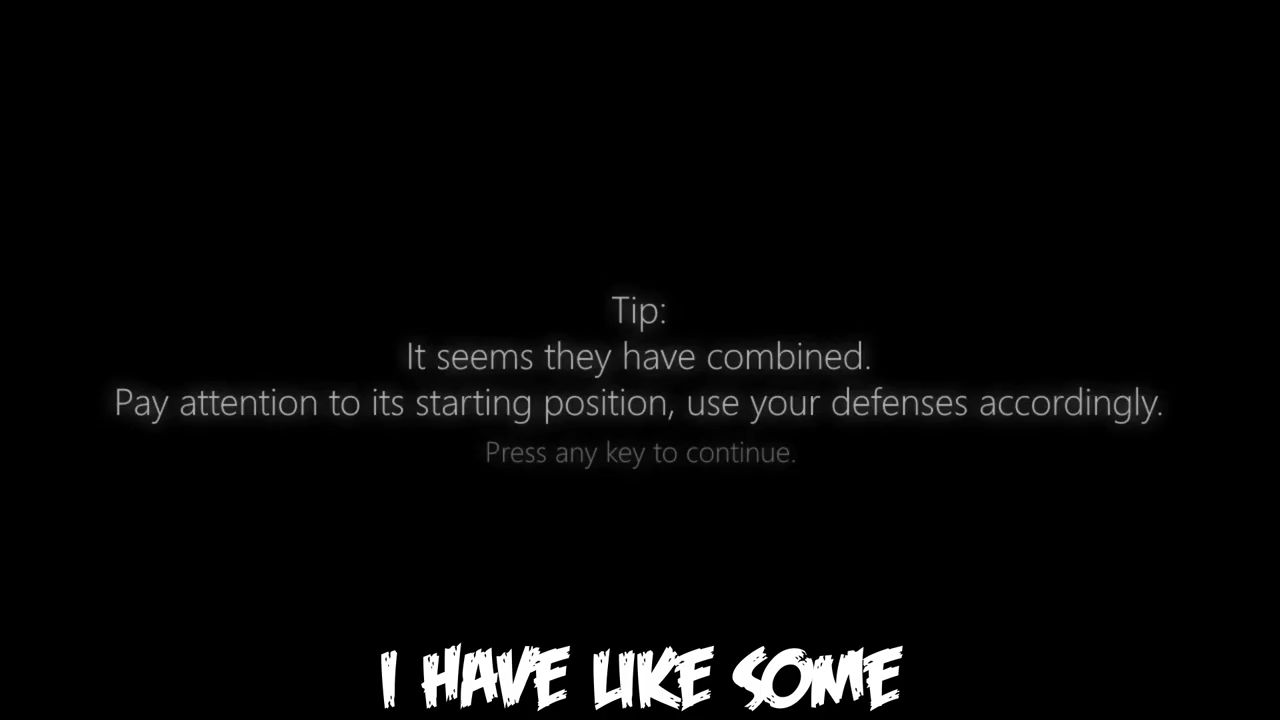 Tip:
It seems they have combined.
Pay attention to its starting position, use your defenses accordingly.
Press any key to continue.
I HAVE LIKE SOME